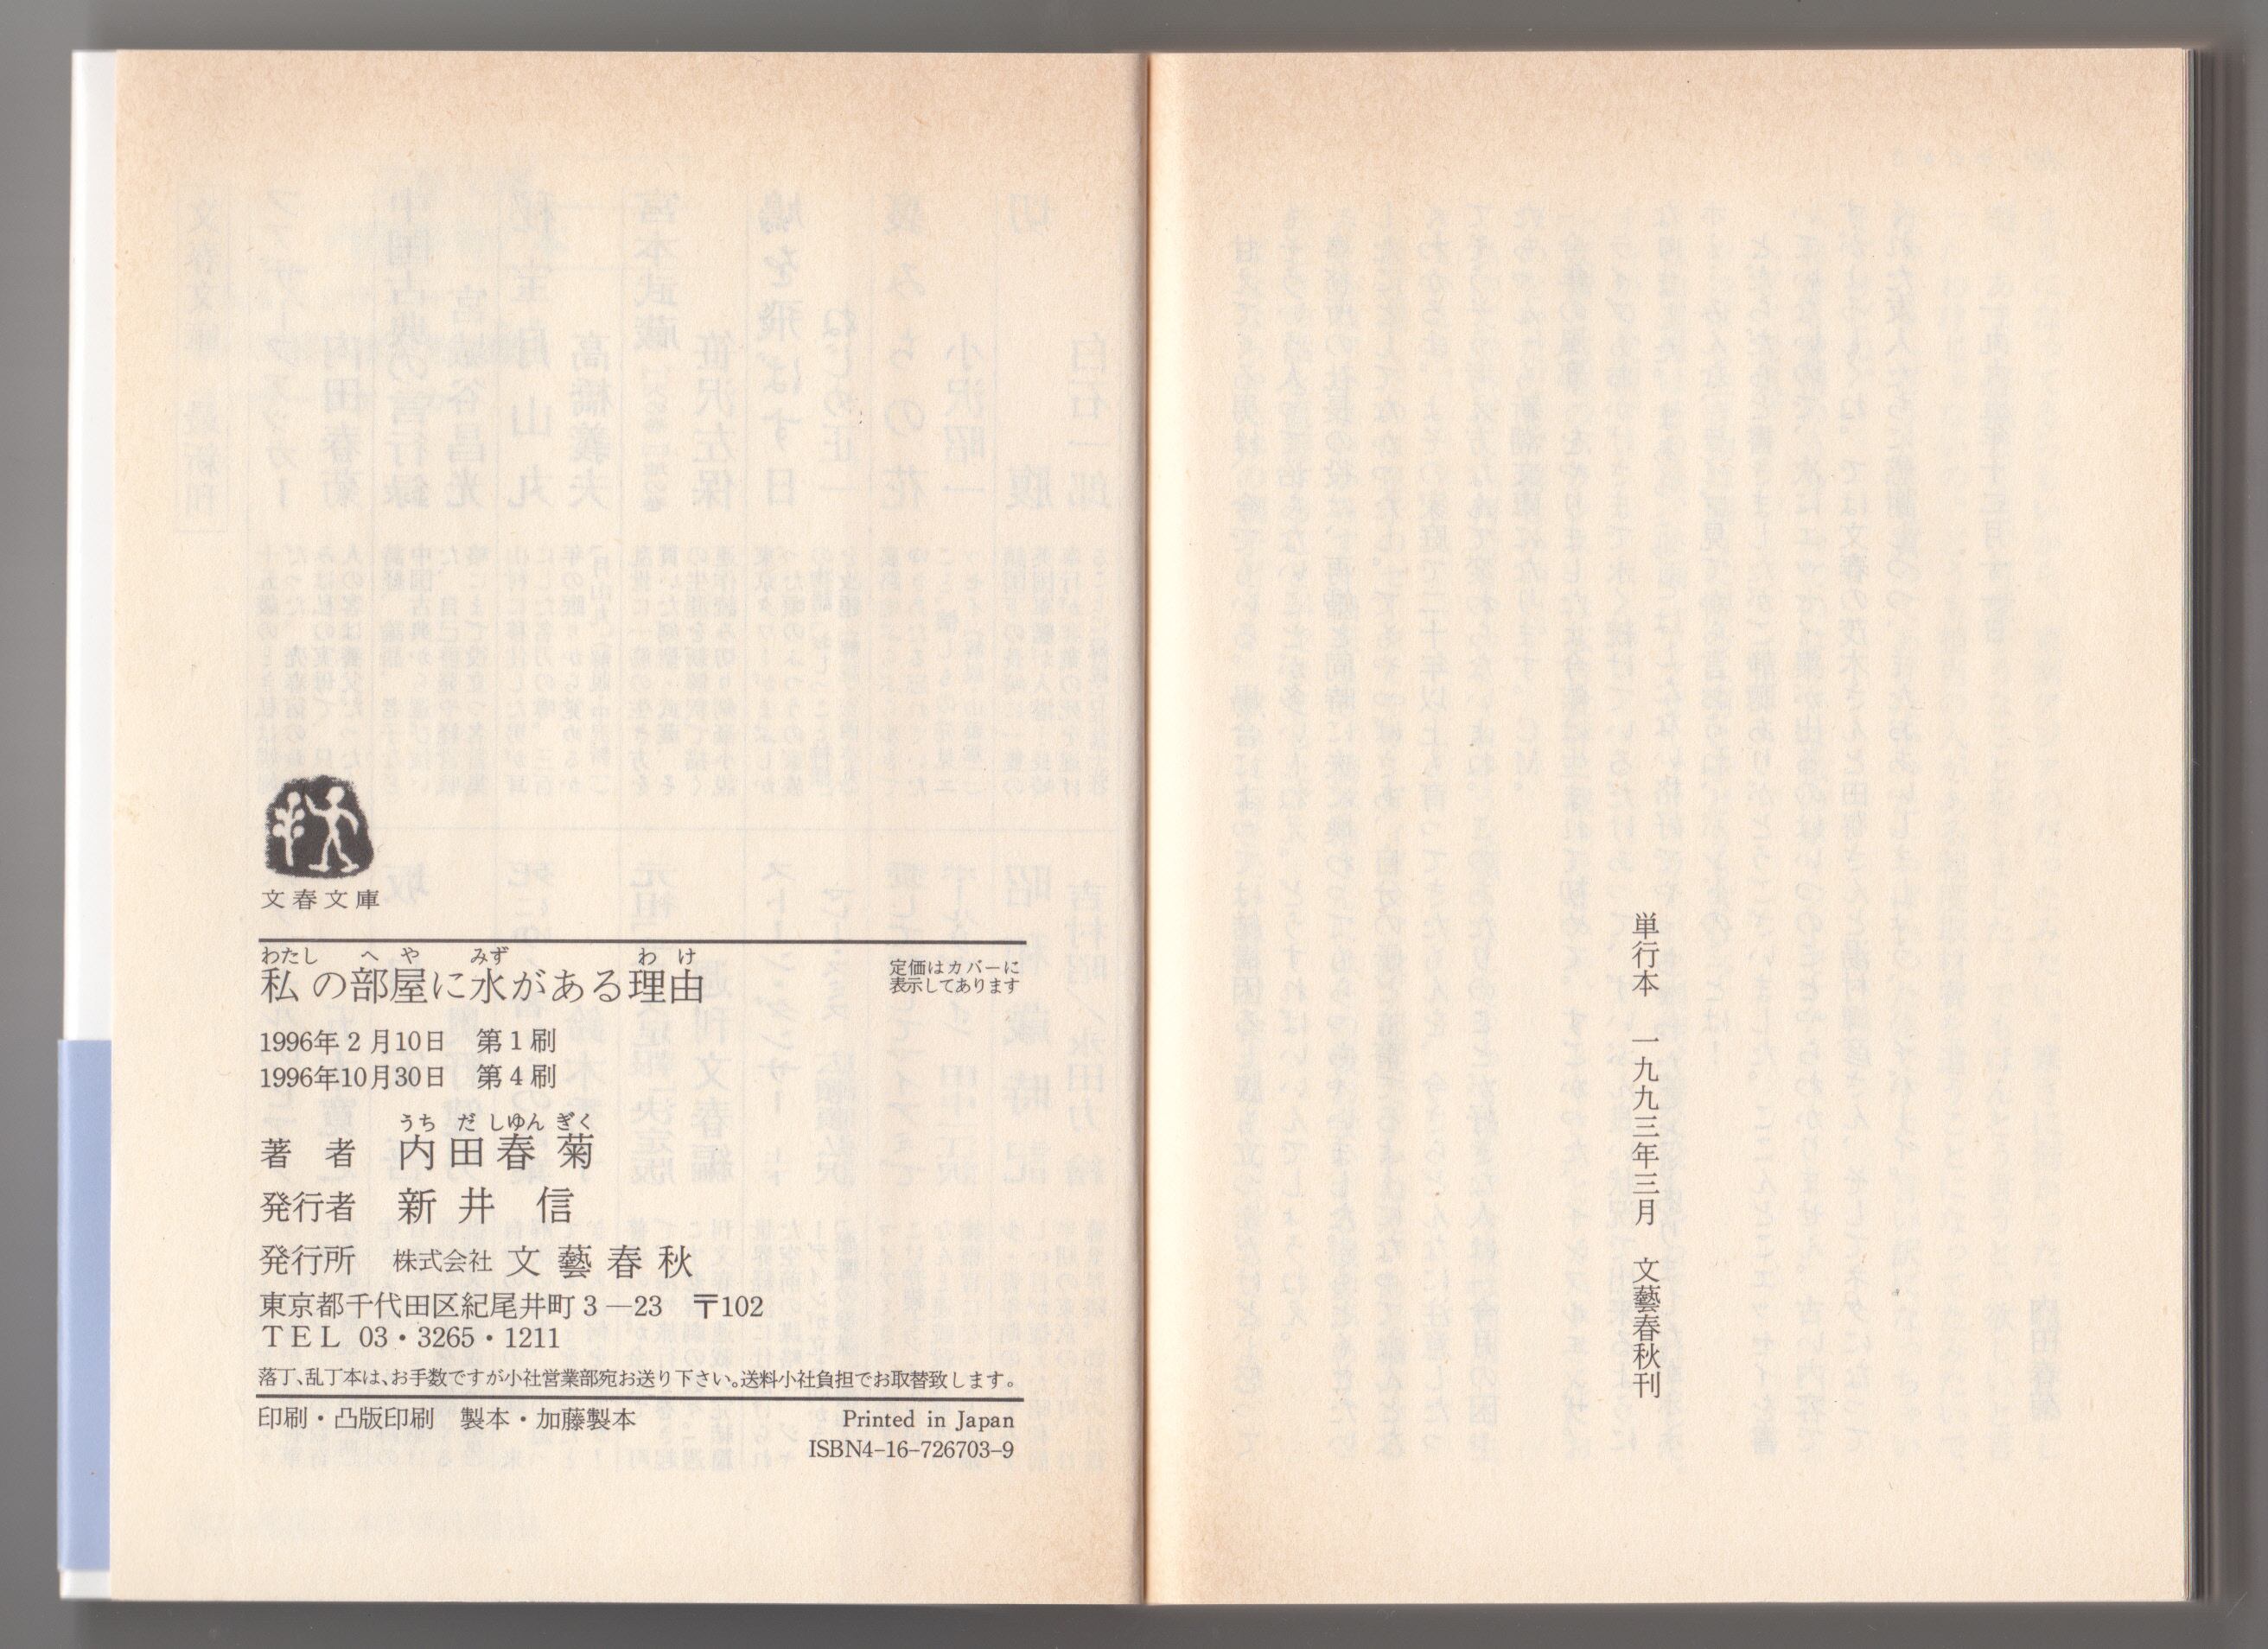 単行本　一九九三年三月　文藝春秋刊
文春文庫
わたし　へや　みず　わけ
私の部屋に水がある理由
定価はカバーに
表示してあります
1996年2月10日　第1刷
1996年10月30日　第4刷
うちだしゆんぎく
著　者　内田春菊
発行者　新井　信
発行所　株式会社 文藝春秋
東京都千代田区紀尾井町3—23　〒102
TEL 03・3265・1211
落丁、乱丁本は、お手数ですが小社営業部宛お送り下さい。送料小社負担でお取替致します。
印刷・凸版印刷　製本・加藤製本
Printed in Japan
ISBN4-16-726703-9